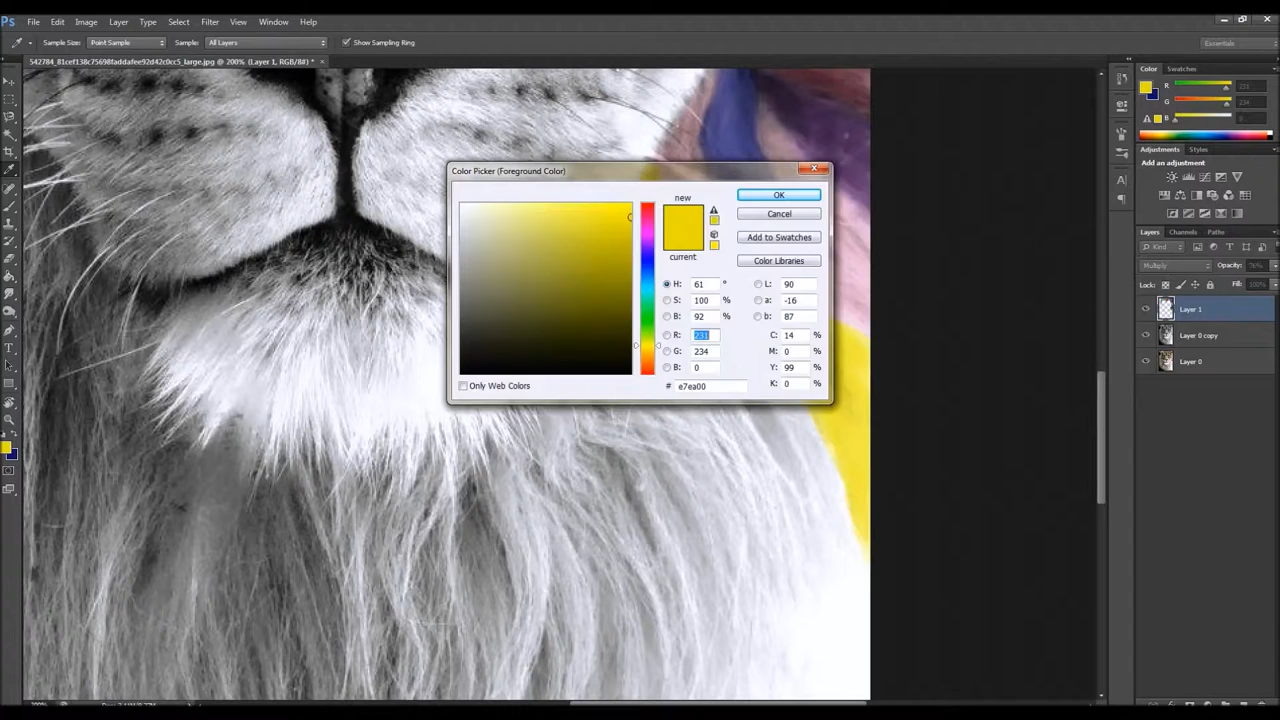 Ps File Edit Image Layer Type Select Filter View Window Help
Sample Size: Point Sample Sample: All Layers Show Sampling Ring Essentials
542784_81cef138c75698faddafee92d42c0cc5_large.jpg @ 200% (Layer 1, RGB/8#) * ×
Color Swatches
R 231
G 234
B 0
Adjustments Styles
Add an adjustment
Layers Channels Paths
Kind
Multiply Opacity: 76%
Lock: Fill: 100%
Layer 1
Layer 0 copy
Layer 0
Color Picker (Foreground Color)
new
current
OK
Cancel
Add to Swatches
Color Libraries
H: 61 ° L: 90
S: 100 % a: -16
B: 92 % b: 87
R: 231 C: 14 %
G: 234 M: 0 %
B: 0 Y: 99 %
# e7ea00 K: 0 %
Only Web Colors